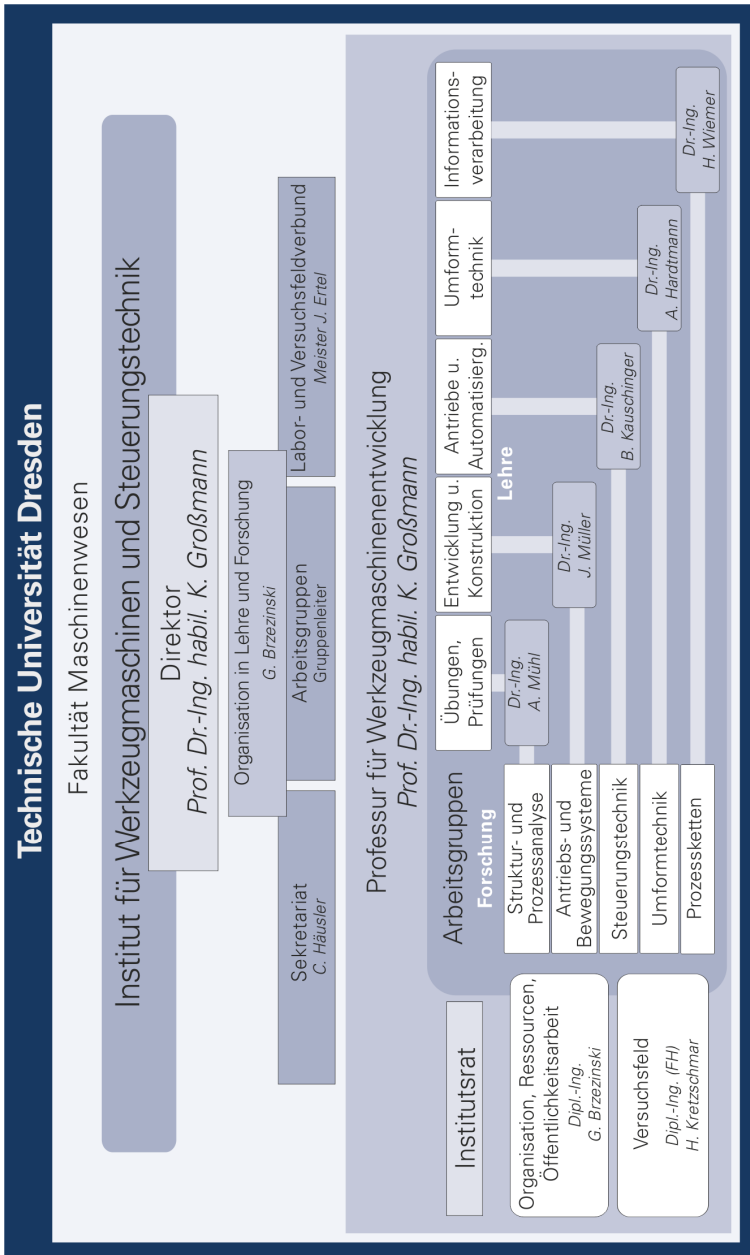 Technische Universität Dresden
Fakultät Maschinenwesen
Institut für Werkzeugmaschinen und Steuerungstechnik
Direktor
Prof. Dr.-Ing. habil. K. Großmann
Organisation in Lehre und Forschung
G. Brzezinski
Sekretariat
C. Häusler
Arbeitsgruppen
Gruppenleiter
Labor- und Versuchsfeldverbund
Meister J. Ertel
Professur für Werkzeugmaschinenentwicklung
Prof. Dr.-Ing. habil. K. Großmann
Institutsrat
Organisation, Ressourcen,
Öffentlichkeitsarbeit
Dipl.-Ing.
G. Brzezinski
Versuchsfeld
Dipl.-Ing. (FH)
H. Kretzschmar
Arbeitsgruppen
Forschung
Struktur- und
Prozessanalyse
Antriebs- und
Bewegungssysteme
Steuerungstechnik
Umformtechnik
Prozessketten
Übungen,
Prüfungen
Entwicklung u.
Konstruktion
Antriebe u.
Automatisierg.
Umform-
technik
Informations-
verarbeitung
Lehre
Dr.-Ing.
A. Mühl
Dr.-Ing.
J. Müller
Dr.-Ing.
B. Kauschinger
Dr.-Ing.
A. Hardtmann
Dr.-Ing.
H. Wiemer